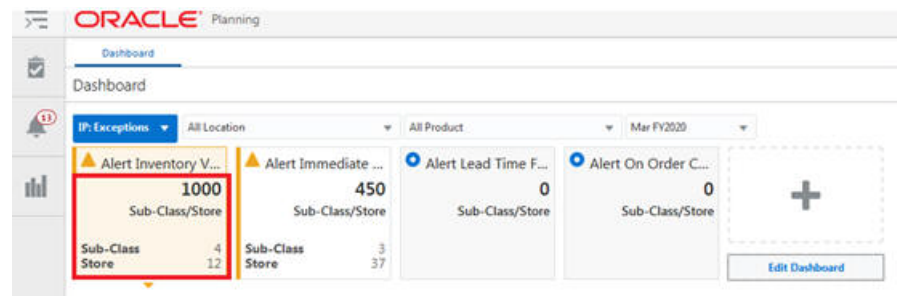 ORACLE Planning
Dashboard
Dashboard
13
IP: Exceptions All Location All Product Mar FY2020
Alert Inventory V... Alert Immediate ... Alert Lead Time F... Alert On Order C...
1000 450 0 0
Sub-Class/Store Sub-Class/Store Sub-Class/Store Sub-Class/Store
Sub-Class 4 Sub-Class 3
Store 12 Store 37
Edit Dashboard